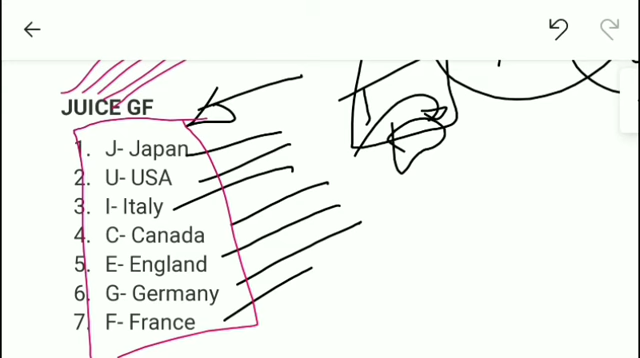 JUICE GF
1. J- Japan
2. U- USA
3. I- Italy
4. C- Canada
5. E- England
6. G- Germany
7. F- France